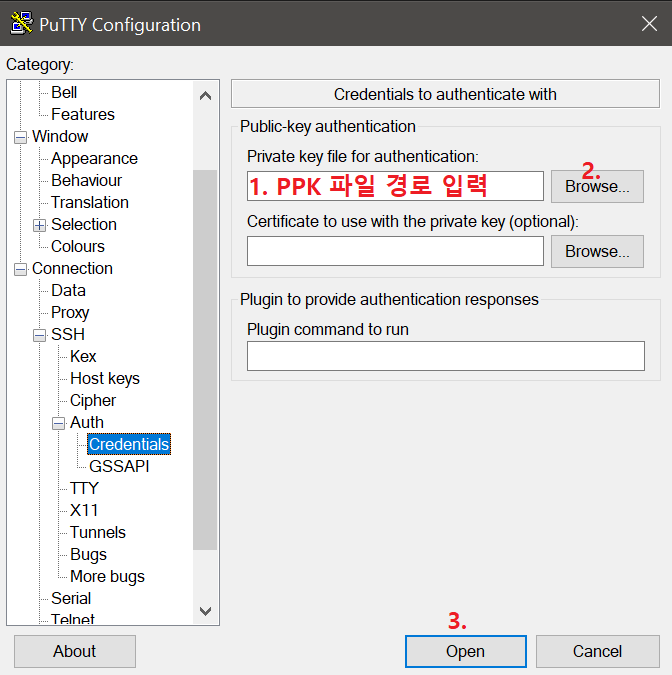 PuTTY Configuration
Category:
Bell
Features
Window
Appearance
Behaviour
Translation
Selection
Colours
Connection
Data
Proxy
SSH
Kex
Host keys
Cipher
Auth
Credentials
GSSAPI
TTY
X11
Tunnels
Bugs
More bugs
Serial
Telnet
Credentials to authenticate with
Public-key authentication
Private key file for authentication:
1. PPK 파일 경로 입력
2.
Browse...
Certificate to use with the private key (optional):
Browse...
Plugin to provide authentication responses
Plugin command to run
3.
About
Open
Cancel